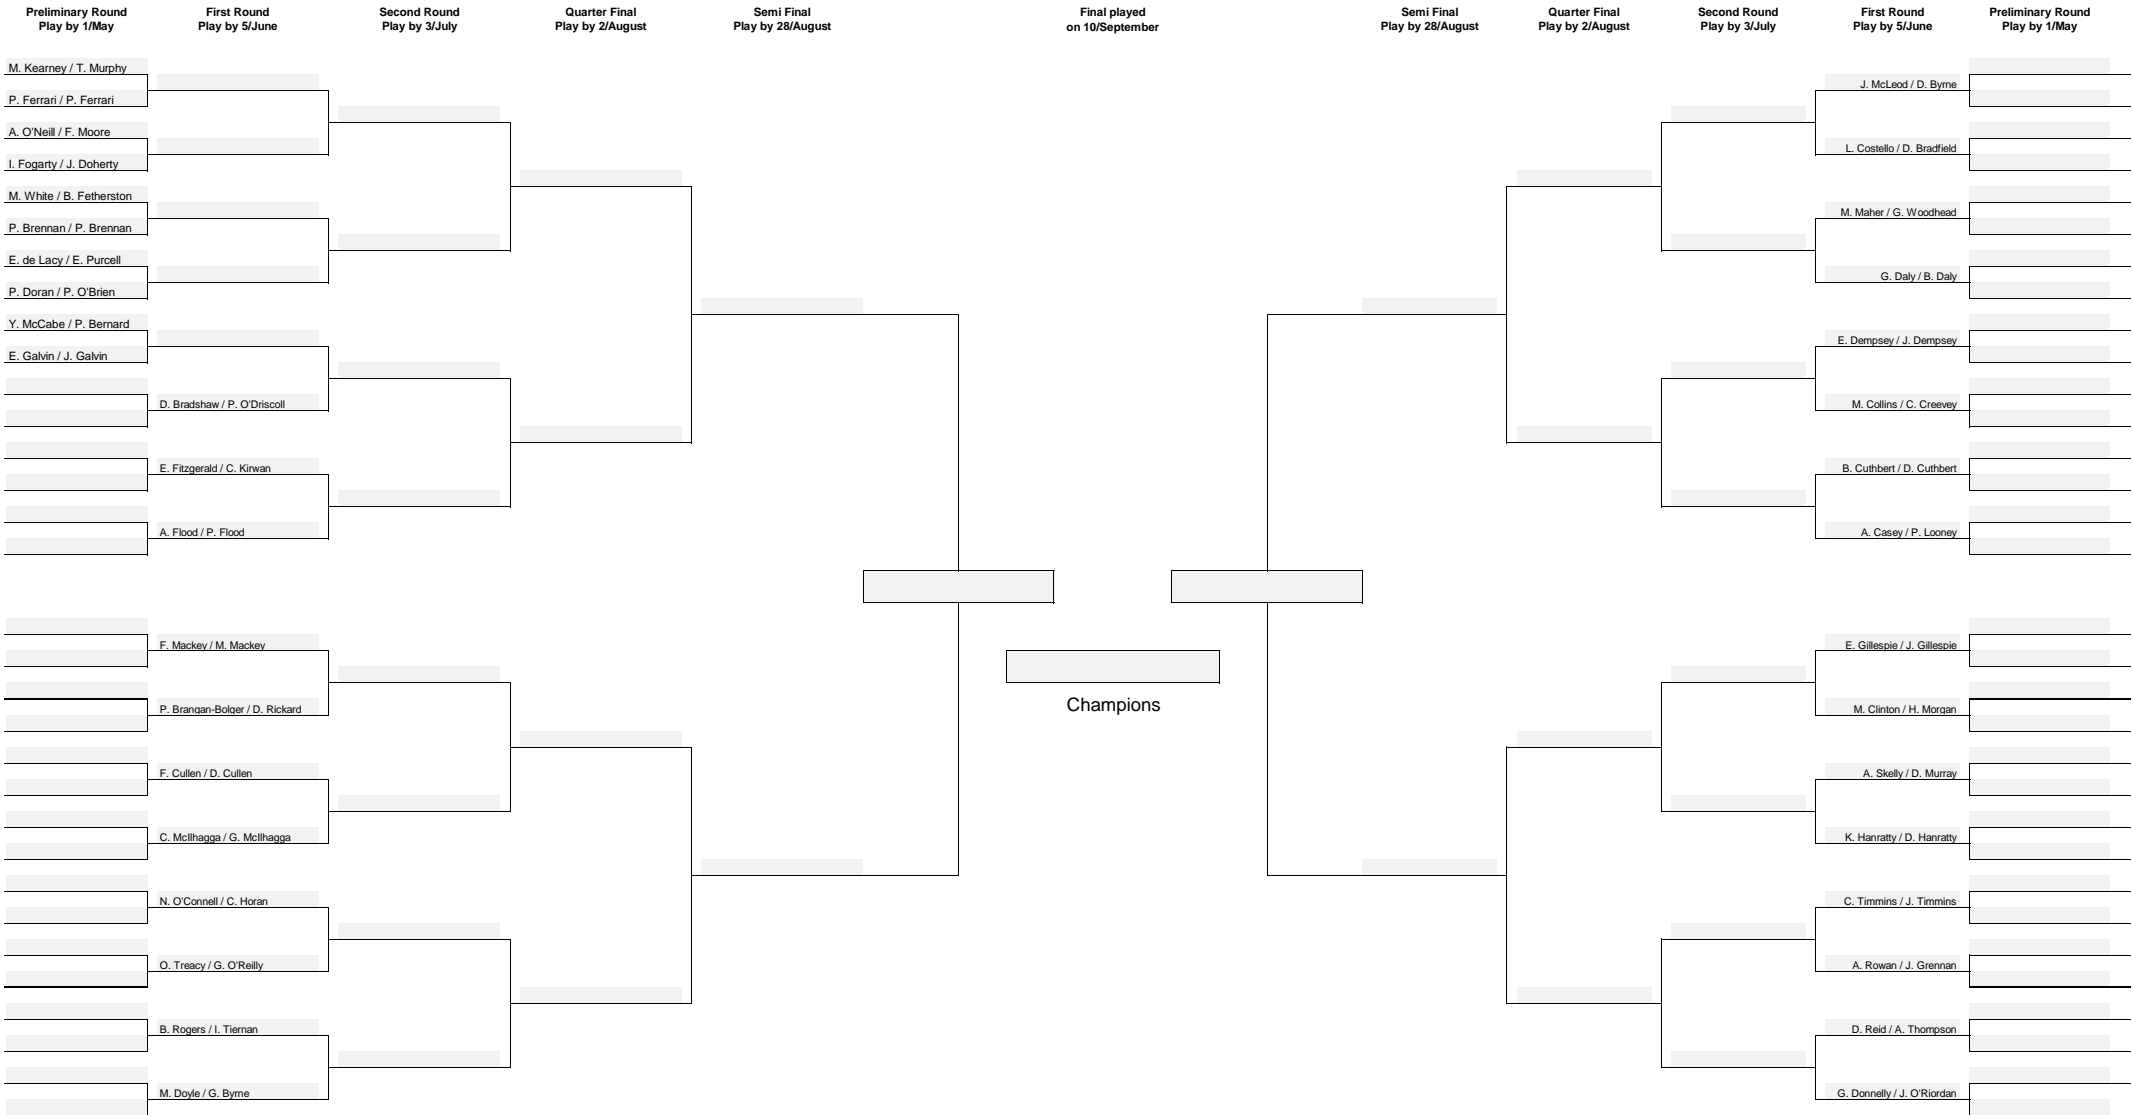 Preliminary Round
Play by 1/May
First Round
Play by 5/June
Second Round
Play by 3/July
Quarter Final
Play by 2/August
Semi Final
Play by 28/August
Final played
on 10/September
Semi Final
Play by 28/August
Quarter Final
Play by 2/August
Second Round
Play by 3/July
First Round
Play by 5/June
Preliminary Round
Play by 1/May
M. Kearney / T. Murphy
P. Ferrari / P. Ferrari
A. O'Neill / F. Moore
I. Fogarty / J. Doherty
M. White / B. Fetherston
P. Brennan / P. Brennan
E. de Lacy / E. Purcell
P. Doran / P. O'Brien
Y. McCabe / P. Bernard
E. Galvin / J. Galvin
D. Bradshaw / P. O'Driscoll
E. Fitzgerald / C. Kirwan
A. Flood / P. Flood
F. Mackey / M. Mackey
P. Brangan-Bolger / D. Rickard
F. Cullen / D. Cullen
C. McIlhagga / G. McIlhagga
N. O'Connell / C. Horan
O. Treacy / G. O'Reilly
B. Rogers / I. Tiernan
M. Doyle / G. Byrne
Champions
J. McLeod / D. Byrne
L. Costello / D. Bradfield
M. Maher / G. Woodhead
G. Daly / B. Daly
E. Dempsey / J. Dempsey
M. Collins / C. Creevey
B. Cuthbert / D. Cuthbert
A. Casey / P. Looney
E. Gillespie / J. Gillespie
M. Clinton / H. Morgan
A. Skelly / D. Murray
K. Hanratty / D. Hanratty
C. Timmins / J. Timmins
A. Rowan / J. Grennan
D. Reid / A. Thompson
G. Donnelly / J. O'Riordan